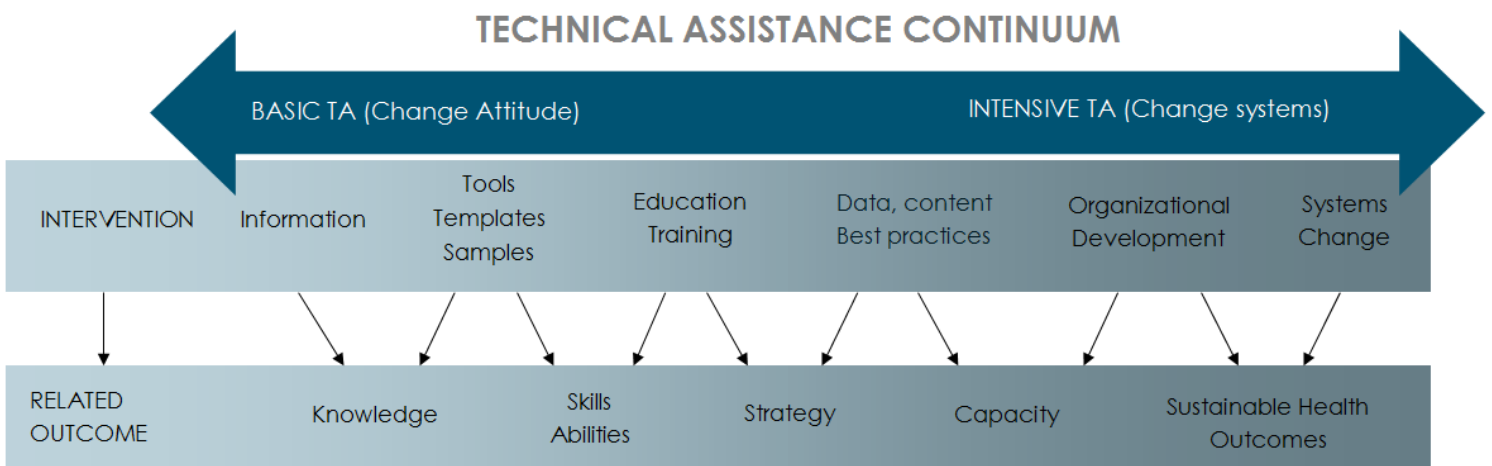 TECHNICAL ASSISTANCE CONTINUUM
BASIC TA (Change Attitude)
INTENSIVE TA (Change systems)
INTERVENTION
Information
Tools
Templates
Samples
Education
Training
Data, content
Best practices
Organizational
Development
Systems
Change
RELATED
OUTCOME
Knowledge
Skills
Abilities
Strategy
Capacity
Sustainable Health
Outcomes